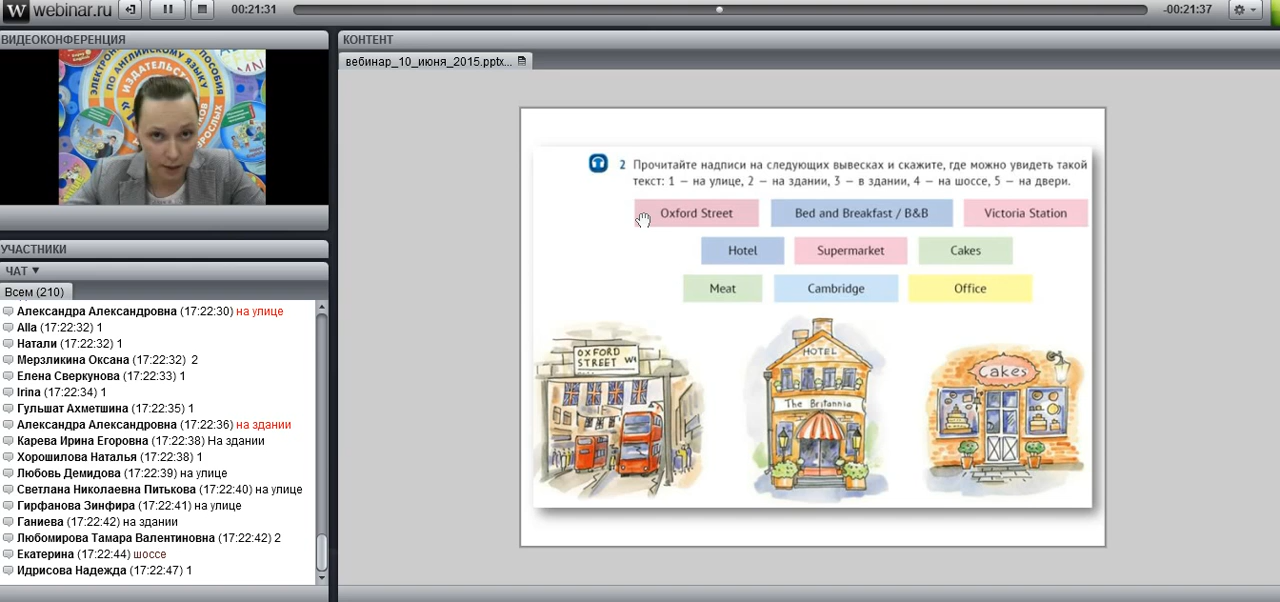 W webinar.ru
00:21:31
-00:21:37
ВИДЕОКОНФЕРЕНЦИЯ
ЭЛЕКТРОННЫЕ ПОСОБИЯ
ПО АНГЛИЙСКОМУ ЯЗЫКУ
УЧАСТНИКИ
ЧАТ
Всем (210)
Александра Александровна (17:22:30) на улице
Alla (17:22:32) 1
Натали (17:22:32) 1
Мерзликина Оксана (17:22:32) 2
Елена Сверкунова (17:22:33) 1
Irina (17:22:34) 1
Гульшат Ахметшина (17:22:35) 1
Александра Александровна (17:22:36) на здании
Карева Ирина Егоровна (17:22:38) На здании
Хорошилова Наталья (17:22:38) 1
Любовь Демидова (17:22:39) на улице
Светлана Николаевна Питькова (17:22:40) на улице
Гирфанова Зинфира (17:22:41) на улице
Ганиева (17:22:42) на здании
Любомирова Тамара Валентиновна (17:22:42) 2
Екатерина (17:22:44) шоссе
Идрисова Надежда (17:22:47) 1
КОНТЕНТ
вебинар_10_июня_2015.pptx...
2 Прочитайте надписи на следующих вывесках и скажите, где можно увидеть такой
текст: 1 — на улице, 2 — на здании, 3 — в здании, 4 — на шоссе, 5 — на двери.
Oxford Street Bed and Breakfast / B&B Victoria Station
Hotel Supermarket Cakes
Meat Cambridge Office
OXFORD
STREET W1
HOTEL
The Britannia
Cakes